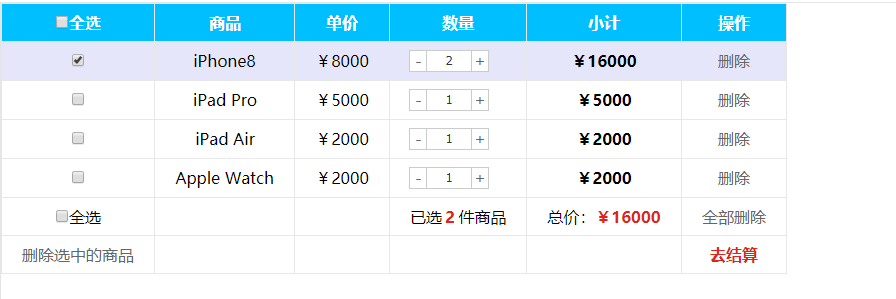 全选 商品 单价 数量 小计 操作
iPhone8 ￥8000 - 2 + ￥16000 删除
iPad Pro ￥5000 - 1 + ￥5000 删除
iPad Air ￥2000 - 1 + ￥2000 删除
Apple Watch ￥2000 - 1 + ￥2000 删除
全选 已选 2 件商品 总价：￥16000 全部删除
删除选中的商品 去结算